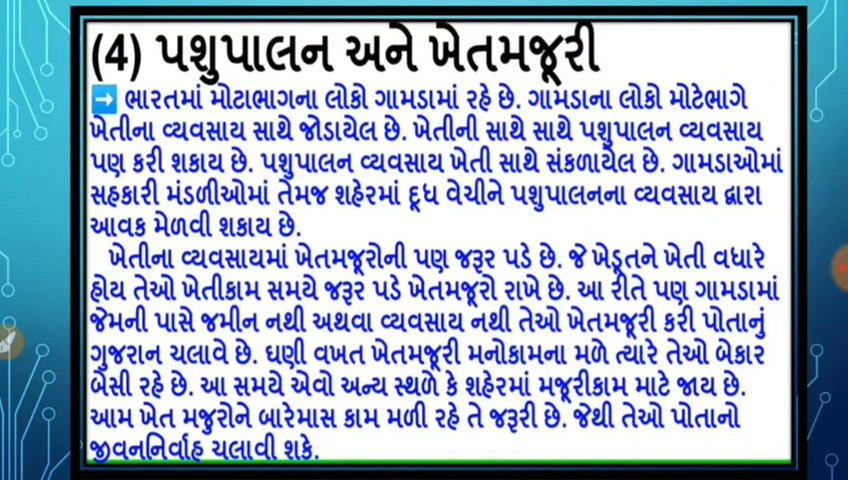 (4) પશુપાલન અને ખેતમજૂરી
➡ ભારતમાં મોટાભાગના લોકો ગામડામાં રહે છે. ગામડાના લોકો મોટેભાગે
ખેતીના વ્યવસાય સાથે જોડાયેલ છે. ખેતીની સાથે સાથે પશુપાલન વ્યવસાય
પણ કરી શકાય છે. પશુપાલન વ્યવસાય ખેતી સાથે સંકળાયેલ છે. ગામડાઓમાં
સહકારી મંડળીઓમાં તેમજ શહેરમાં દૂધ વેચીને પશુપાલનના વ્યવસાય દ્વારા
આવક મેળવી શકાય છે.
ખેતીના વ્યવસાયમાં ખેતમજૂરોની પણ જરૂર પડે છે. જે ખેડૂતને ખેતી વધારે
હોય તેઓ ખેતીકામ સમયે જરૂર પડે ખેતમજૂરો રાખે છે. આ રીતે પણ ગામડામાં
જેમની પાસે જમીન નથી અથવા વ્યવસાય નથી તેઓ ખેતમજૂરી કરી પોતાનું
ગુજરાન ચલાવે છે. ઘણી વખત ખેતમજૂરી મનોકામના મળે ત્યારે તેઓ બેકાર
બેસી રહે છે. આ સમયે એવો અન્ય સ્થળે કે શહેરમાં મજૂરીકામ માટે જાય છે.
આમ ખેત મજુરોને બારેમાસ કામ મળી રહે તે જરૂરી છે. જેથી તેઓ પોતાનો
જીવનનિર્વાહ ચલાવી શકે.